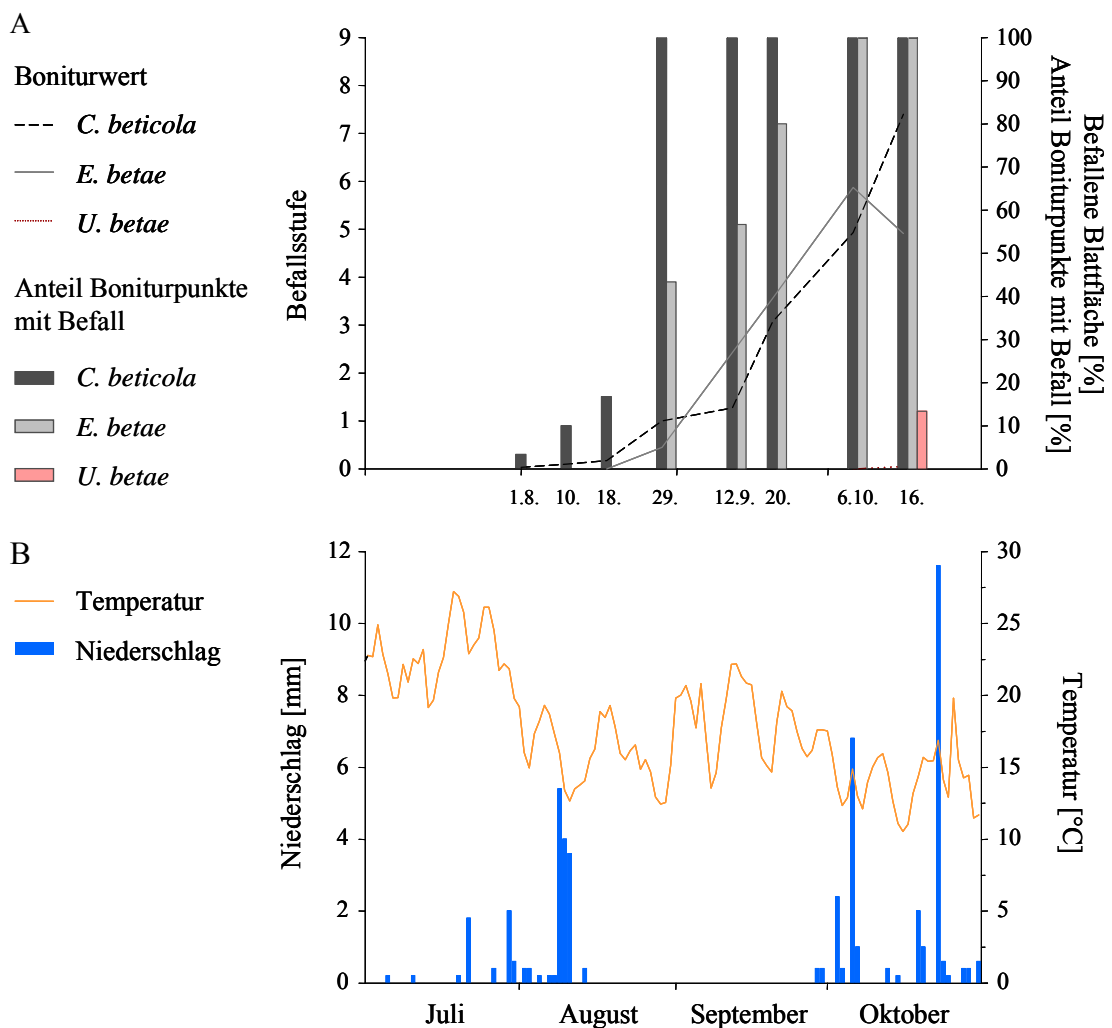 A
Boniturwert
C. beticola
E. betae
U. betae
Anteil Boniturpunkte
mit Befall
C. beticola
E. betae
U. betae
Befallsstufe
9
8
7
6
5
4
3
2
1
0
100
90
80
70
60
50
40
30
20
10
0
Befallene Blattfläche [%]
Anteil Boniturpunkte mit Befall [%]
1.8.
10.
18.
29.
12.9.
20.
6.10.
16.
B
Temperatur
Niederschlag
Niederschlag [mm]
12
10
8
6
4
2
0
30
25
20
15
10
5
0
Temperatur [°C]
Juli
August
September
Oktober